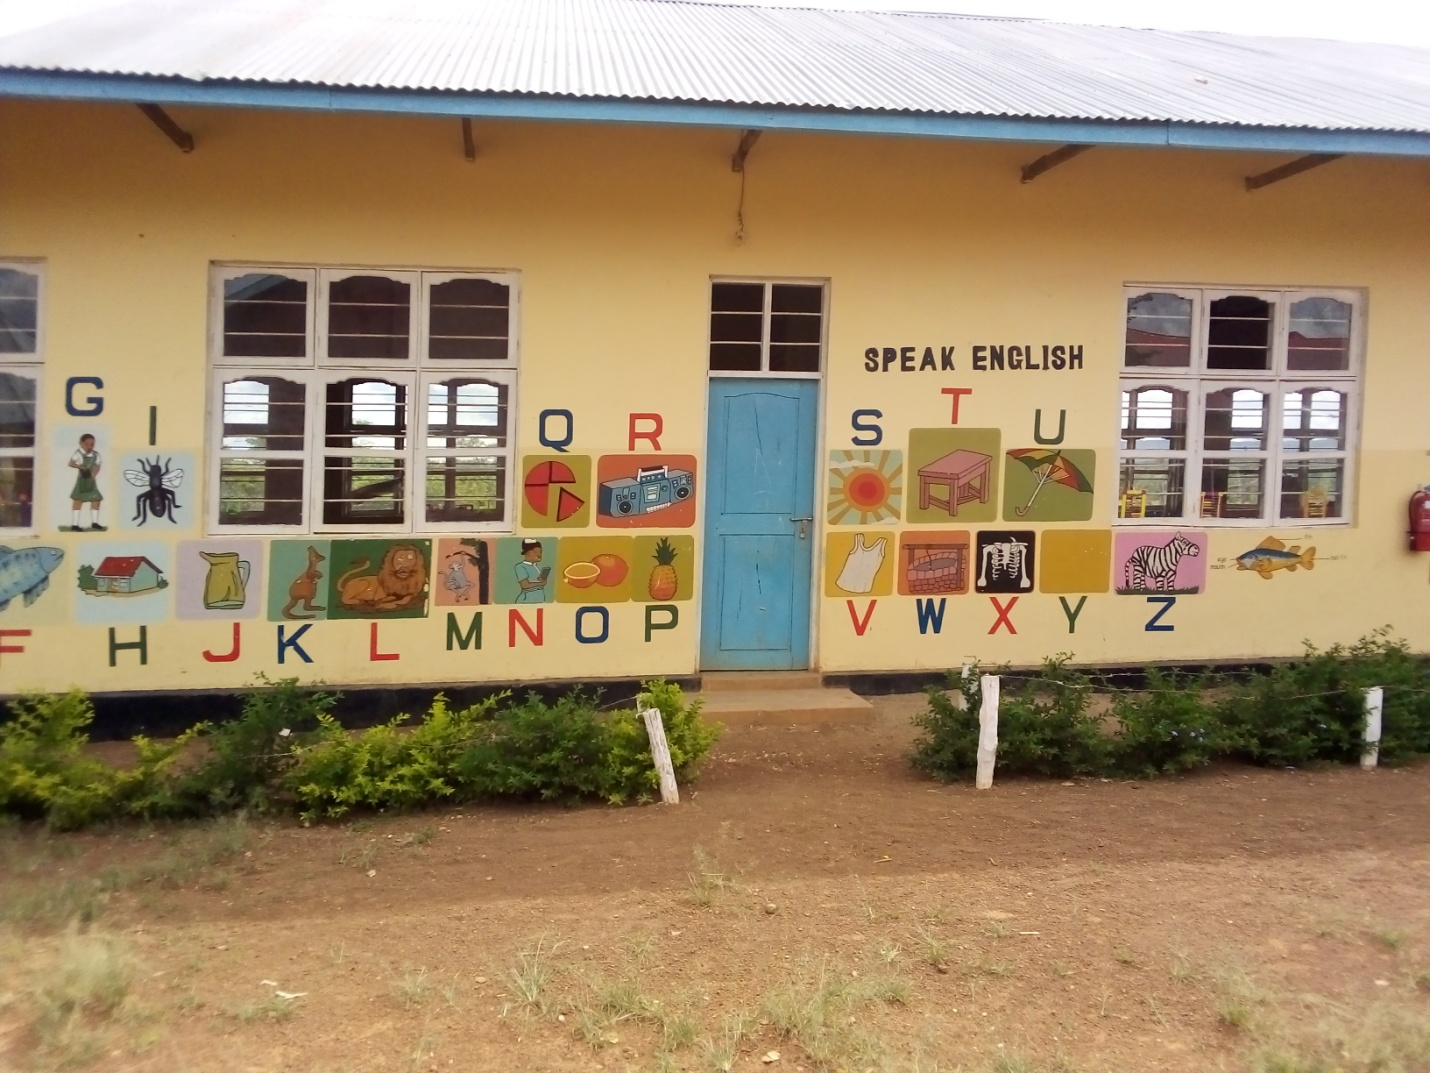 SPEAK ENGLISH
G I Q R S T U
F H J K L M N O P V W X Y Z